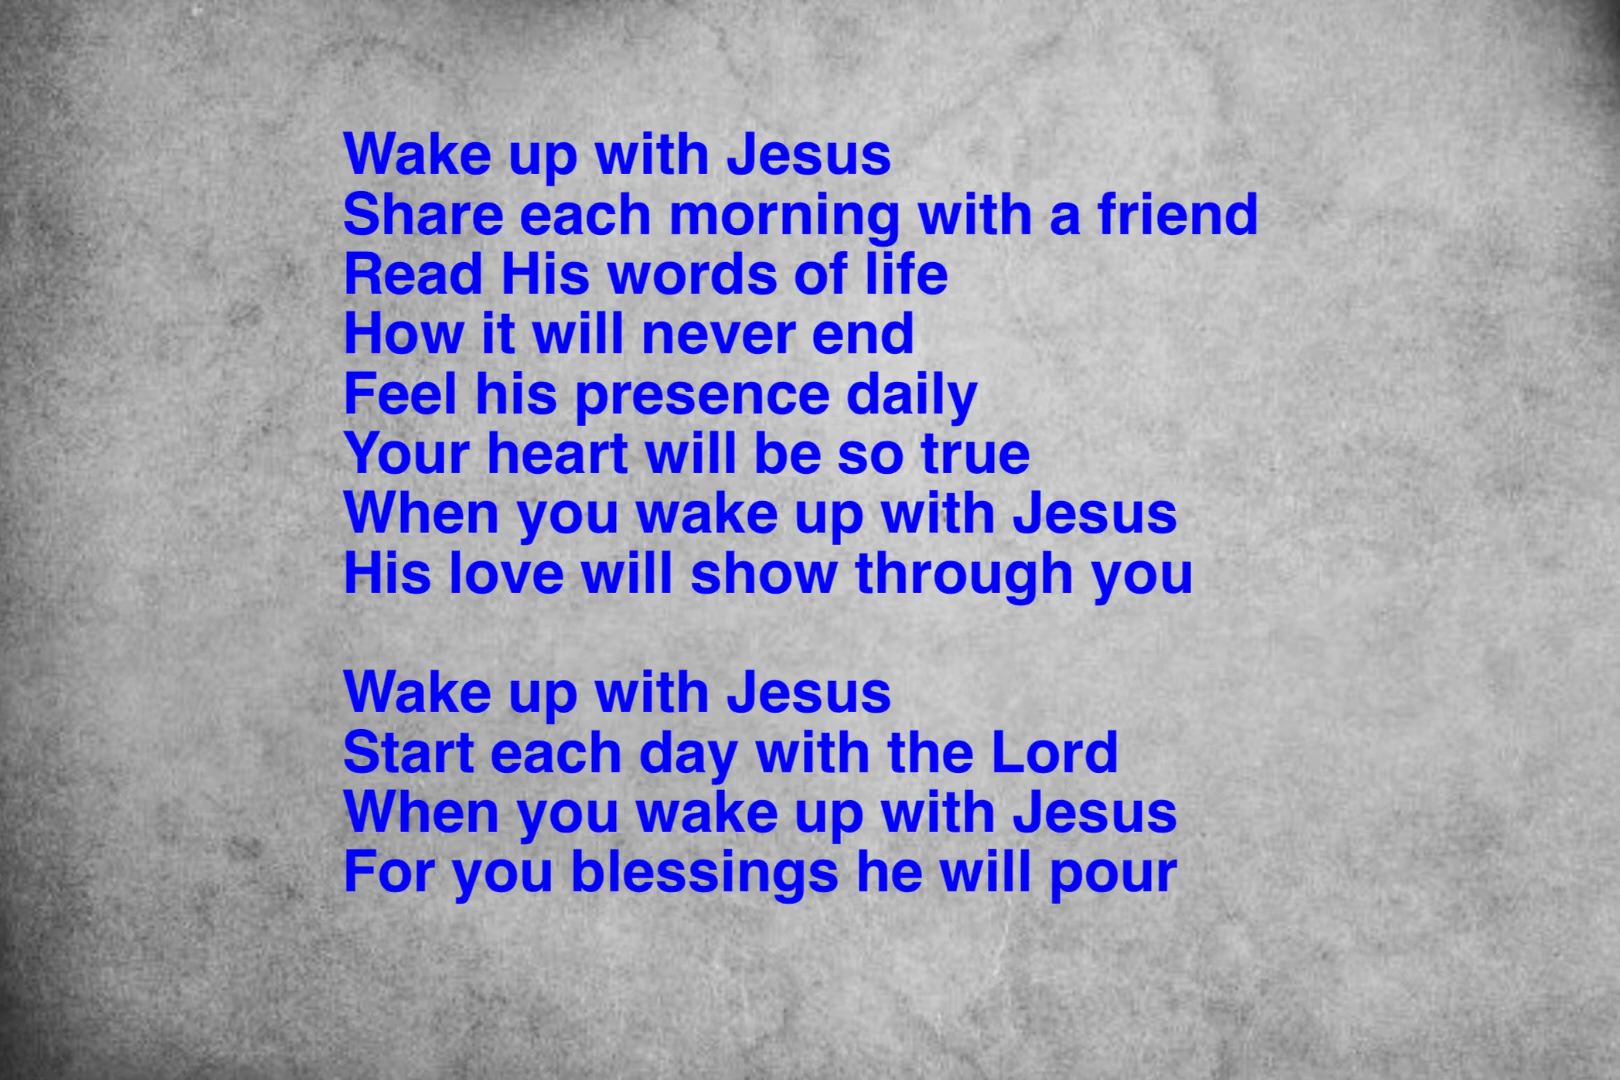 Wake up with Jesus
Share each morning with a friend
Read His words of life
How it will never end
Feel his presence daily
Your heart will be so true
When you wake up with Jesus
His love will show through you

Wake up with Jesus
Start each day with the Lord
When you wake up with Jesus
For you blessings he will pour